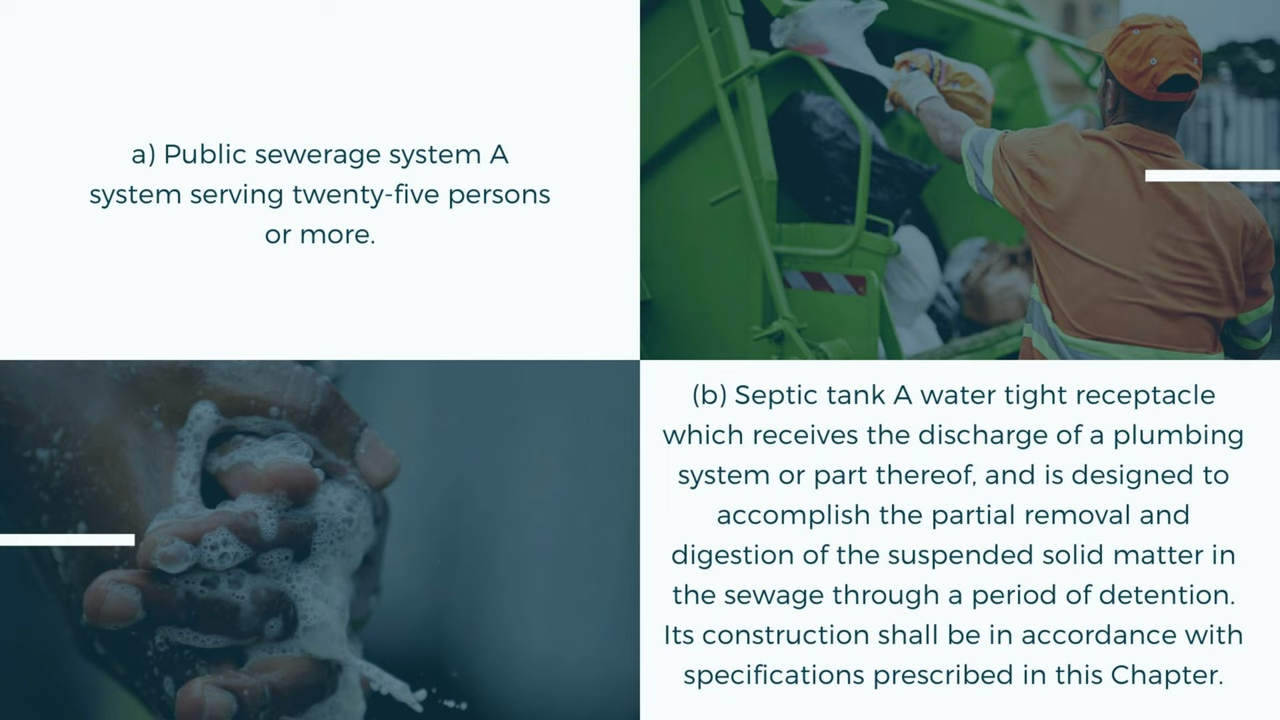 a) Public sewerage system A
system serving twenty-five persons
or more.
(b) Septic tank A water tight receptacle
which receives the discharge of a plumbing
system or part thereof, and is designed to
accomplish the partial removal and
digestion of the suspended solid matter in
the sewage through a period of detention.
Its construction shall be in accordance with
specifications prescribed in this Chapter.